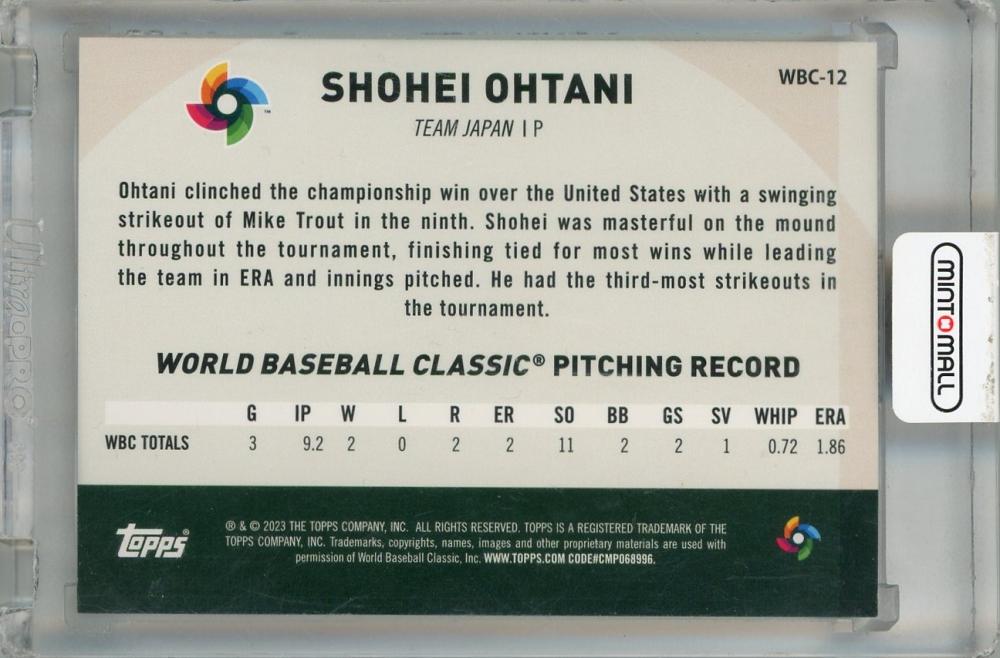 SHOHEI OHTANI
WBC-12
TEAM JAPAN | P
Ohtani clinched the championship win over the United States with a swinging
strikeout of Mike Trout in the ninth. Shohei was masterful on the mound
throughout the tournament, finishing tied for most wins while leading
the team in ERA and innings pitched. He had the third-most strikeouts in
the tournament.
WORLD BASEBALL CLASSIC® PITCHING RECORD
G IP W L R ER SO BB GS SV WHIP ERA
WBC TOTALS 3 9.2 2 0 2 2 11 2 2 1 0.72 1.86
Topps®
® & © 2023 THE TOPPS COMPANY, INC. ALL RIGHTS RESERVED. TOPPS IS A REGISTERED TRADEMARK OF THE
TOPPS COMPANY, INC. Trademarks, copyrights, names, images and other proprietary materials are used with
permission of World Baseball Classic, Inc. WWW.TOPPS.COM CODE#CMP068996.
UltraPRO
MINT MALL